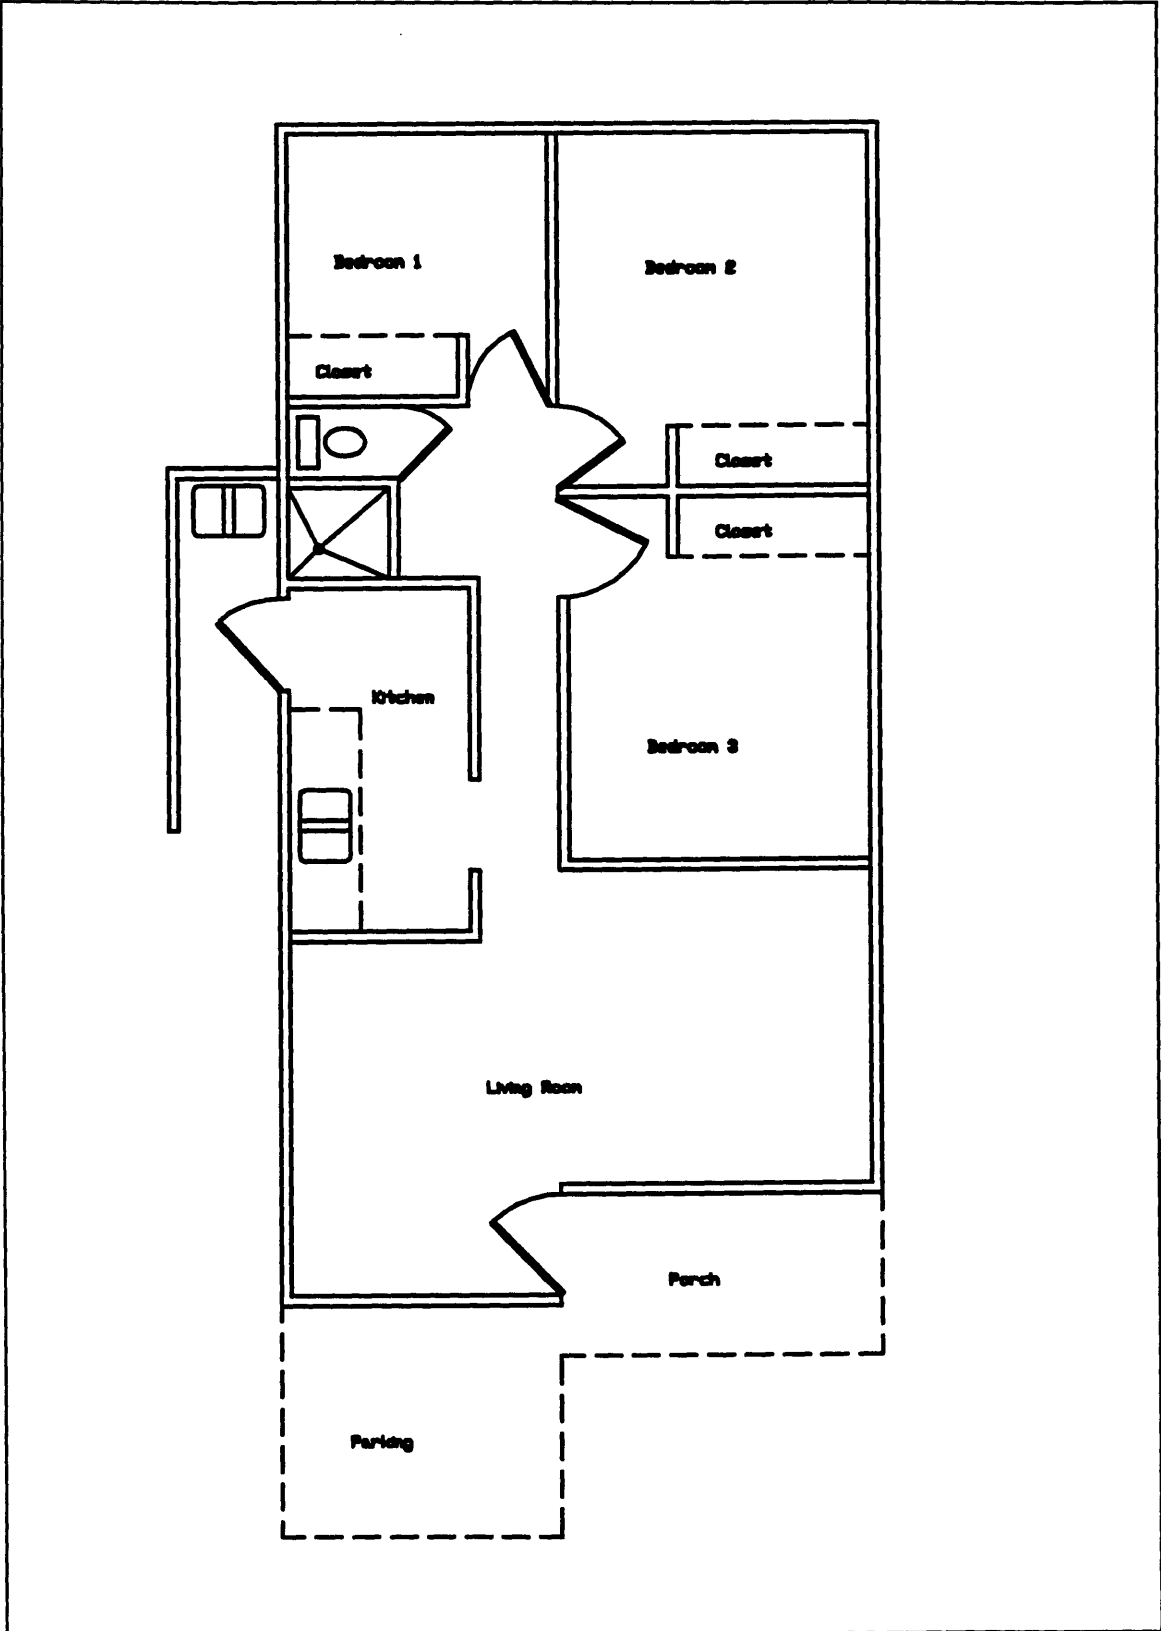 Bedroom 1
Bedroom 2
Closet
Closet
Closet
Kitchen
Bedroom 3
Living Room
Porch
Parking